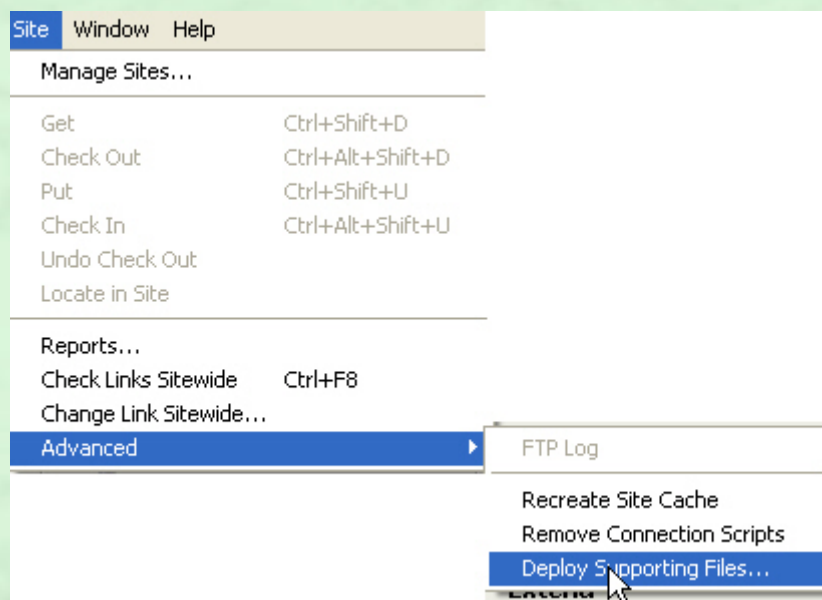 Site Window Help
Manage Sites...
Get Ctrl+Shift+D
Check Out Ctrl+Alt+Shift+D
Put Ctrl+Shift+U
Check In Ctrl+Alt+Shift+U
Undo Check Out
Locate in Site
Reports...
Check Links Sitewide Ctrl+F8
Change Link Sitewide...
Advanced
FTP Log
Recreate Site Cache
Remove Connection Scripts
Deploy Supporting Files...